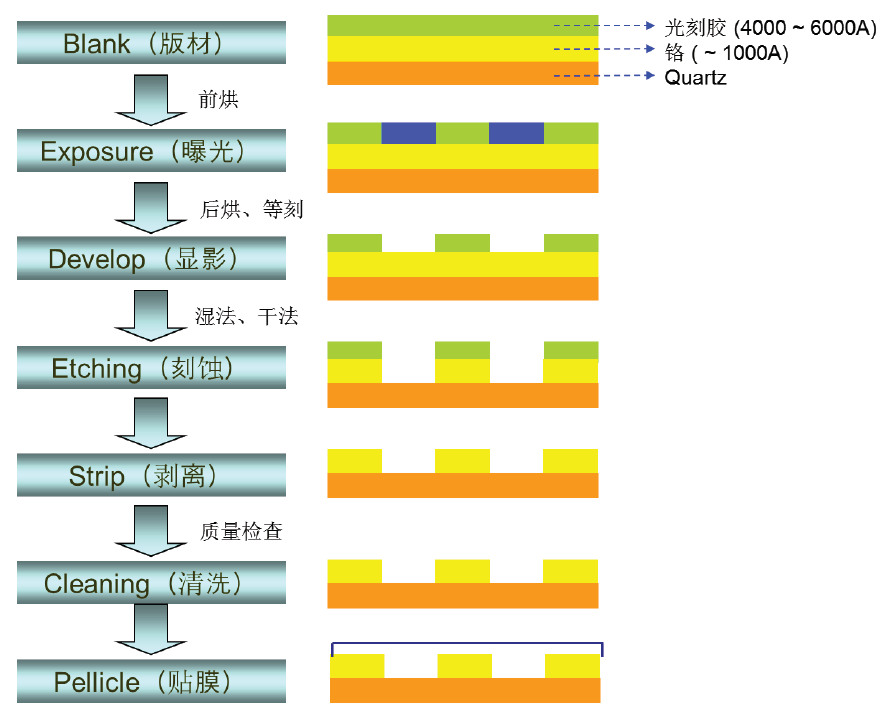 Blank（版材）
光刻胶 (4000 ~ 6000A)
铬 ( ~ 1000A)
Quartz
前烘
Exposure（曝光）
后烘、等刻
Develop（显影）
湿法、干法
Etching（刻蚀）
Strip（剥离）
质量检查
Cleaning（清洗）
Pellicle（贴膜）